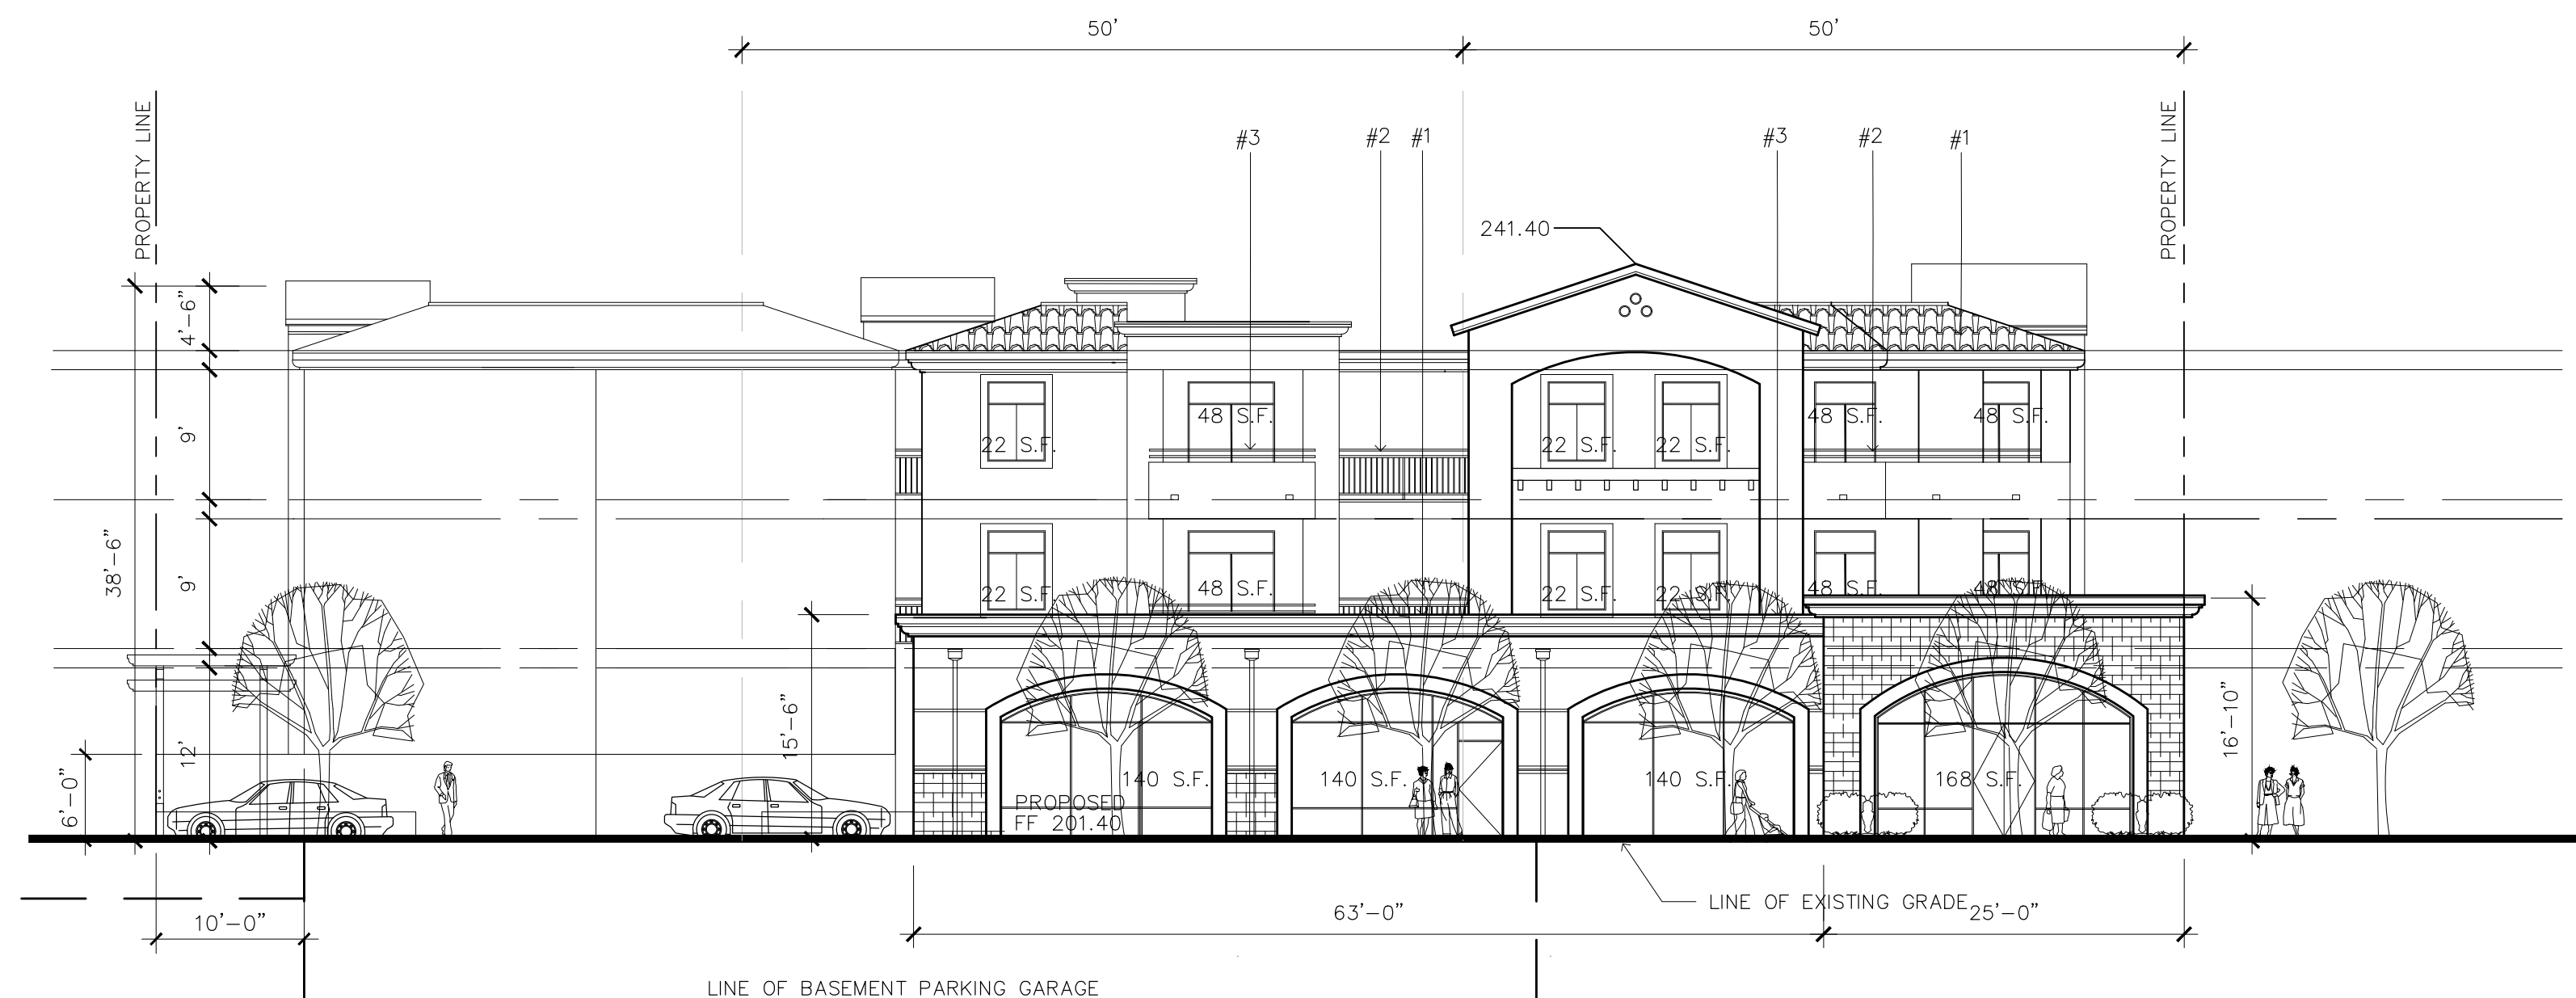 50'
50'
PROPERTY LINE
PROPERTY LINE
#3
#2
#1
#3
#2
#1
241.40
4'-6"
9'
9'
12'
38'-6"
6'-0"
15'-6"
16'-10"
48 S.F.
48 S.F.
48 S.F.
22 S.F.
22 S.F.
22 S.F.
48 S.F.
48 S.F.
48 S.F.
22 S.F.
22 S.F.
22 S.F.
140 S.F.
140 S.F.
140 S.F.
168 S.F.
PROPOSED
FF 201.40
LINE OF EXISTING GRADE
10'-0"
63'-0"
25'-0"
LINE OF BASEMENT PARKING GARAGE